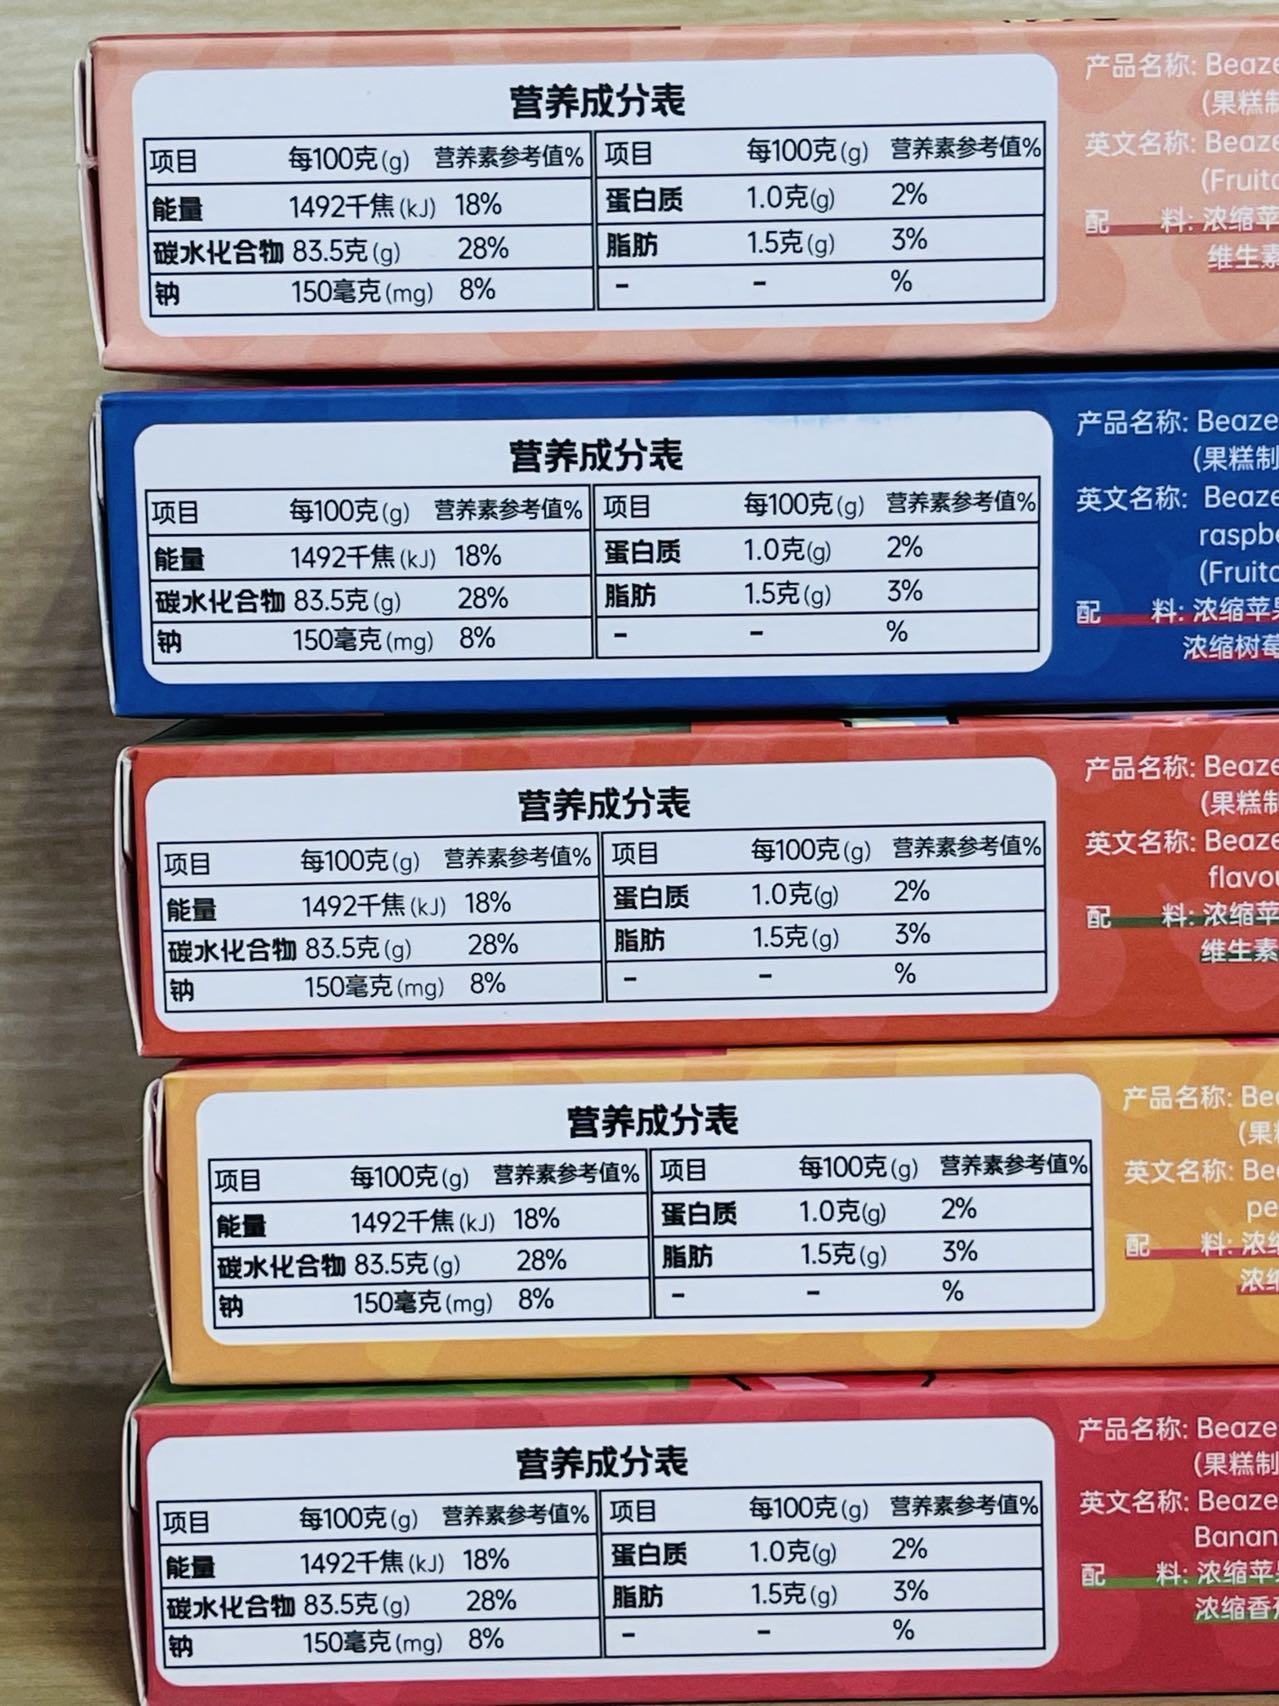 营养成分表
项目 每100克(g) 营养素参考值% 项目 每100克(g) 营养素参考值%
能量 1492千焦(kJ) 18% 蛋白质 1.0克(g) 2%
碳水化合物 83.5克(g) 28% 脂肪 1.5克(g) 3%
钠 150毫克(mg) 8% - - %
产品名称: Beaze
(果糕制
英文名称: Beaze
(Fruit
配 料: 浓缩苹
维生素
营养成分表
项目 每100克(g) 营养素参考值% 项目 每100克(g) 营养素参考值%
能量 1492千焦(kJ) 18% 蛋白质 1.0克(g) 2%
碳水化合物 83.5克(g) 28% 脂肪 1.5克(g) 3%
钠 150毫克(mg) 8% - - %
产品名称: Beaze
(果糕制
英文名称: Beaze
raspbe
(Fruit
配 料: 浓缩苹果
浓缩树莓
营养成分表
项目 每100克(g) 营养素参考值% 项目 每100克(g) 营养素参考值%
能量 1492千焦(kJ) 18% 蛋白质 1.0克(g) 2%
碳水化合物 83.5克(g) 28% 脂肪 1.5克(g) 3%
钠 150毫克(mg) 8% - - %
产品名称: Beaze
(果糕制
英文名称: Beaze
flavou
配 料: 浓缩苹
维生素
营养成分表
项目 每100克(g) 营养素参考值% 项目 每100克(g) 营养素参考值%
能量 1492千焦(kJ) 18% 蛋白质 1.0克(g) 2%
碳水化合物 83.5克(g) 28% 脂肪 1.5克(g) 3%
钠 150毫克(mg) 8% - - %
产品名称: Bea
(果
英文名称: Bea
pe
配 料: 浓缩
浓缩
营养成分表
项目 每100克(g) 营养素参考值% 项目 每100克(g) 营养素参考值%
能量 1492千焦(kJ) 18% 蛋白质 1.0克(g) 2%
碳水化合物 83.5克(g) 28% 脂肪 1.5克(g) 3%
钠 150毫克(mg) 8% - - %
产品名称: Beaze
(果糕制
英文名称: Beaze
Banan
配 料: 浓缩苹果
浓缩香